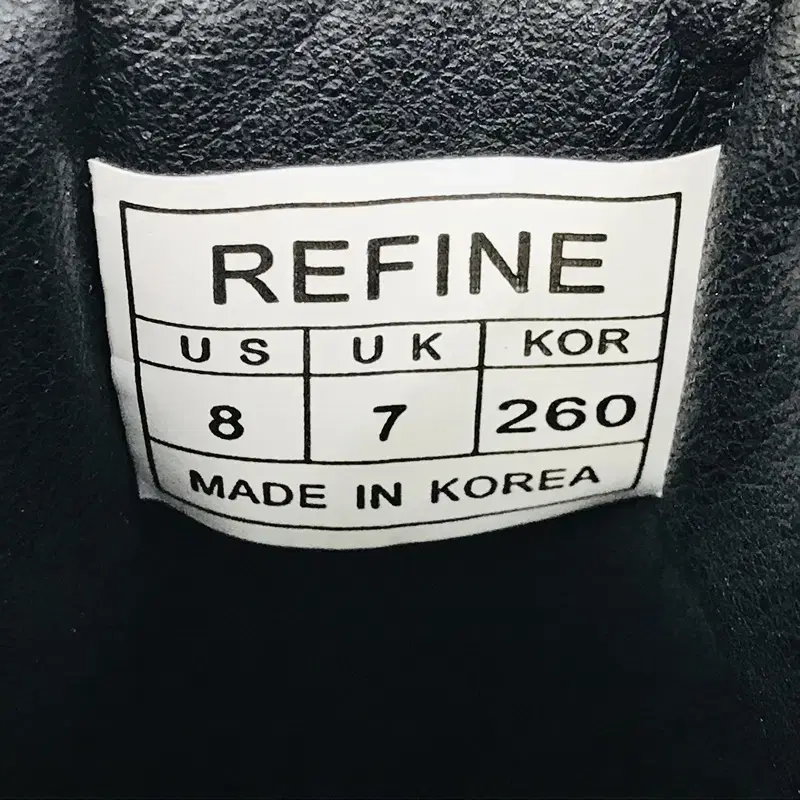 REFINE
US UK KOR
8 7 260
MADE IN KOREA